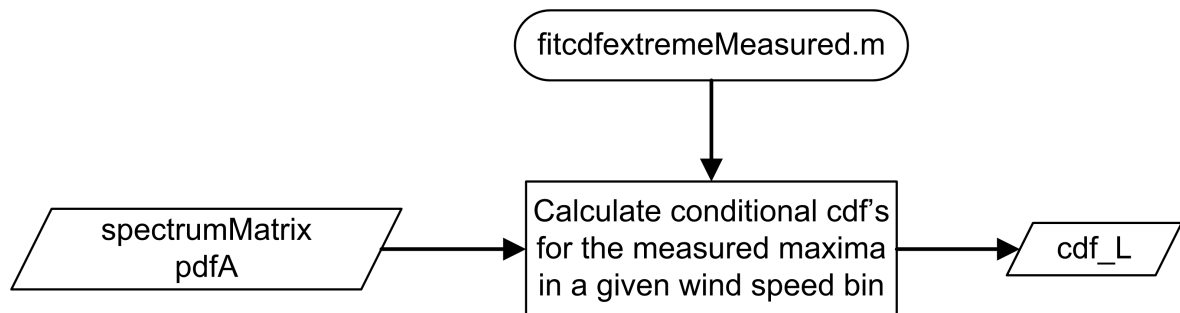 fitcdfextremeMeasured.m
spectrumMatrix
pdfA
Calculate conditional cdf's
for the measured maxima
in a given wind speed bin
cdf_L